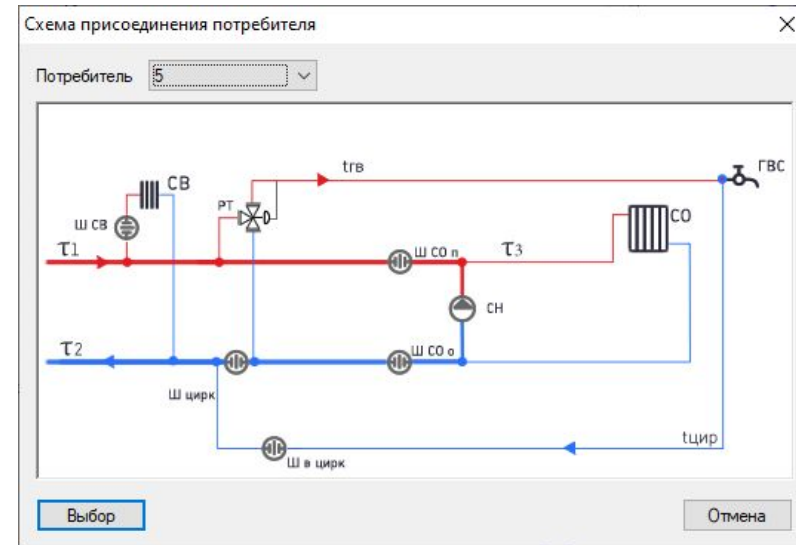 Схема присоединения потребителя
Потребитель 5
tгв
ГВС
СВ
РТ
СО
Ш СВ
τ1
Ш СО п
τ3
СН
τ2
Ш СО о
Ш цирк
tцир
Ш в цирк
Выбор
Отмена